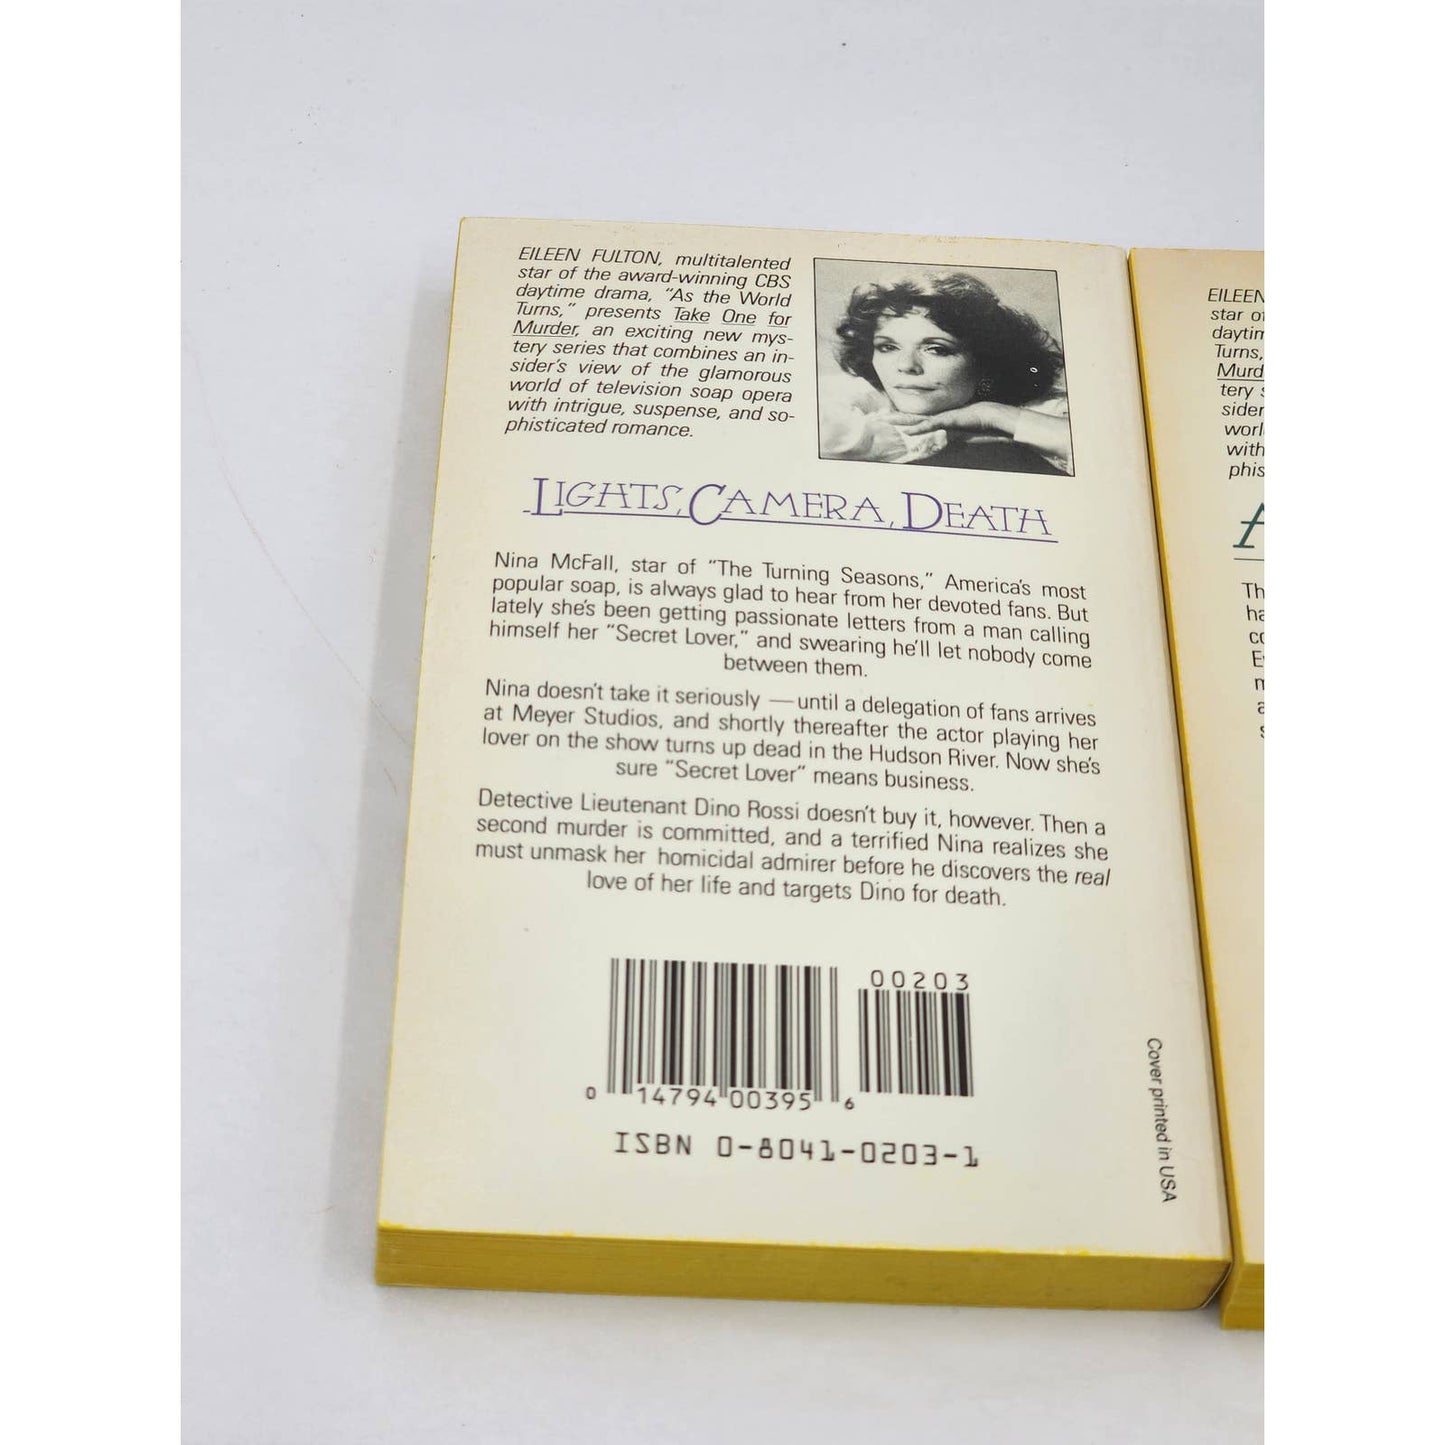 EILEEN FULTON, multitalented
star of the award-winning CBS
daytime drama, "As the World
Turns," presents Take One for
Murder, an exciting new mys-
tery series that combines an in-
sider's view of the glamorous
world of television soap opera
with intrigue, suspense, and so-
phisticated romance.
LIGHTS, CAMERA, DEATH
Nina McFall, star of "The Turning Seasons," America's most
popular soap, is always glad to hear from her devoted fans. But
lately she's been getting passionate letters from a man calling
himself her "Secret Lover," and swearing he'll let nobody come
between them.
Nina doesn't take it seriously —until a delegation of fans arrives
at Meyer Studios, and shortly thereafter the actor playing her
lover on the show turns up dead in the Hudson River. Now she's
sure "Secret Lover" means business.
Detective Lieutenant Dino Rossi doesn't buy it, however. Then a
second murder is committed, and a terrified Nina realizes she
must unmask her homicidal admirer before he discovers the real
love of her life and targets Dino for death.
00203
0 14794 00395 6
ISBN 0-8041-0203-1
Cover printed in USA
EILEEN
star of
daytim
Turns,
Murd
tery s
sider
worl
with
phis
A
Th
ha
co